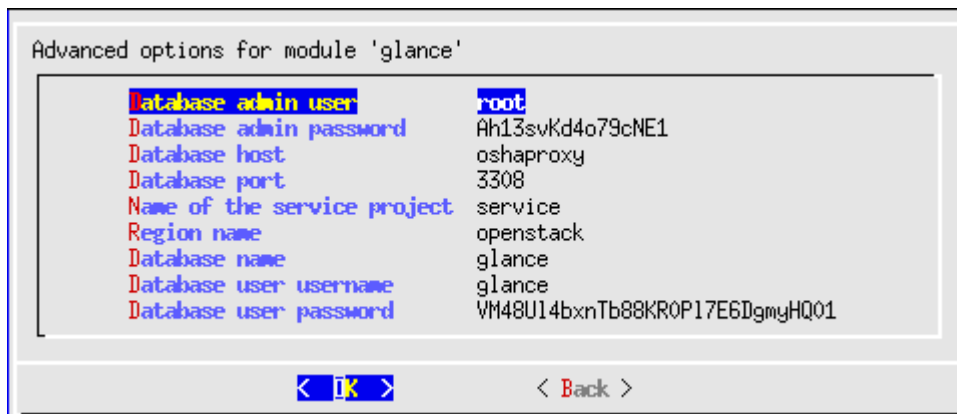 Advanced options for module 'glance'
Database admin user root
Database admin password Ah13svKd4o79cNE1
Database host oshaproxy
Database port 3308
Name of the service project service
Region name openstack
Database name glance
Database user username glance
Database user password VM48Ul4bxnTb88KR0Pl7E6DgmyHQ01
< OK > < Back >